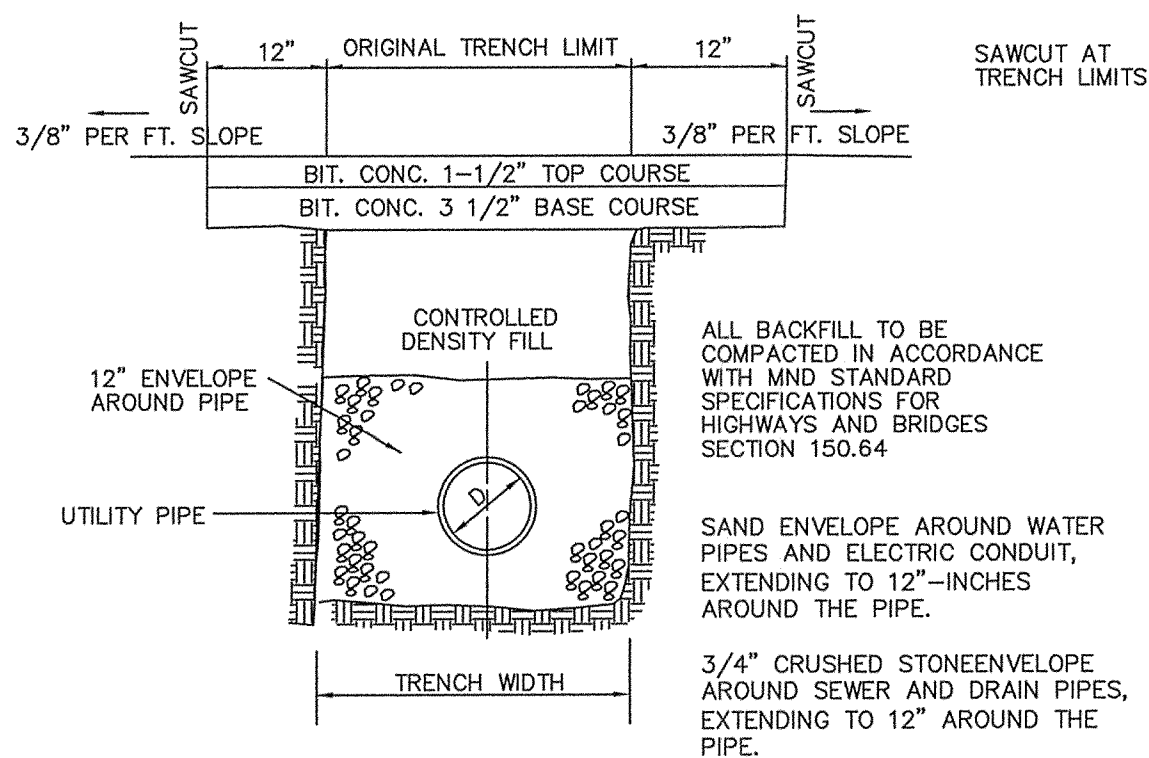 SAWCUT
12"
ORIGINAL TRENCH LIMIT
12"
SAWCUT
SAWCUT AT
TRENCH LIMITS
3/8" PER FT. SLOPE
3/8" PER FT. SLOPE
BIT. CONC. 1-1/2" TOP COURSE
BIT. CONC. 3 1/2" BASE COURSE
CONTROLLED
DENSITY FILL
12" ENVELOPE
AROUND PIPE
D
UTILITY PIPE
TRENCH WIDTH
ALL BACKFILL TO BE
COMPACTED IN ACCORDANCE
WITH MND STANDARD
SPECIFICATIONS FOR
HIGHWAYS AND BRIDGES
SECTION 150.64
SAND ENVELOPE AROUND WATER
PIPES AND ELECTRIC CONDUIT,
EXTENDING TO 12"-INCHES
AROUND THE PIPE.
3/4" CRUSHED STONEENVELOPE
AROUND SEWER AND DRAIN PIPES,
EXTENDING TO 12" AROUND THE
PIPE.